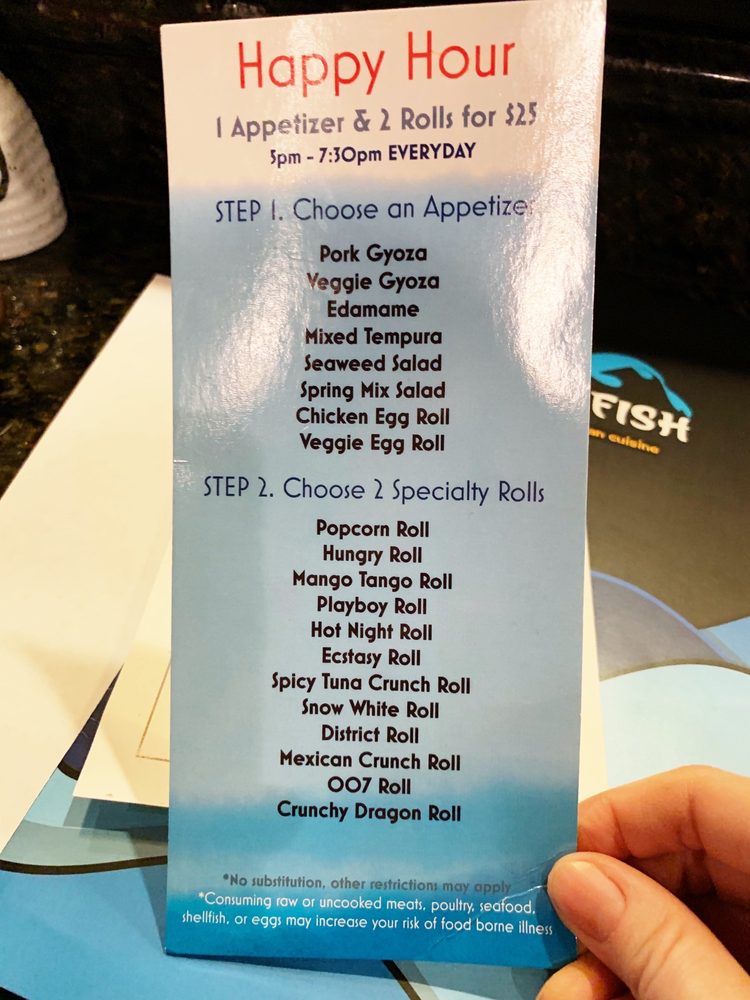 Happy Hour
1 Appetizer & 2 Rolls for $25
5pm - 7:30pm EVERYDAY
STEP 1. Choose an Appetizer
Pork Gyoza
Veggie Gyoza
Edamame
Mixed Tempura
Seaweed Salad
Spring Mix Salad
Chicken Egg Roll
Veggie Egg Roll
STEP 2. Choose 2 Specialty Rolls
Popcorn Roll
Hungry Roll
Mango Tango Roll
Playboy Roll
Hot Night Roll
Ecstasy Roll
Spicy Tuna Crunch Roll
Snow White Roll
District Roll
Mexican Crunch Roll
007 Roll
Crunchy Dragon Roll
*No substitution, other restrictions may apply
*Consuming raw or uncooked meats, poultry, seafood,
shellfish, or eggs may increase your risk of food borne illness
FISH
an cuisine